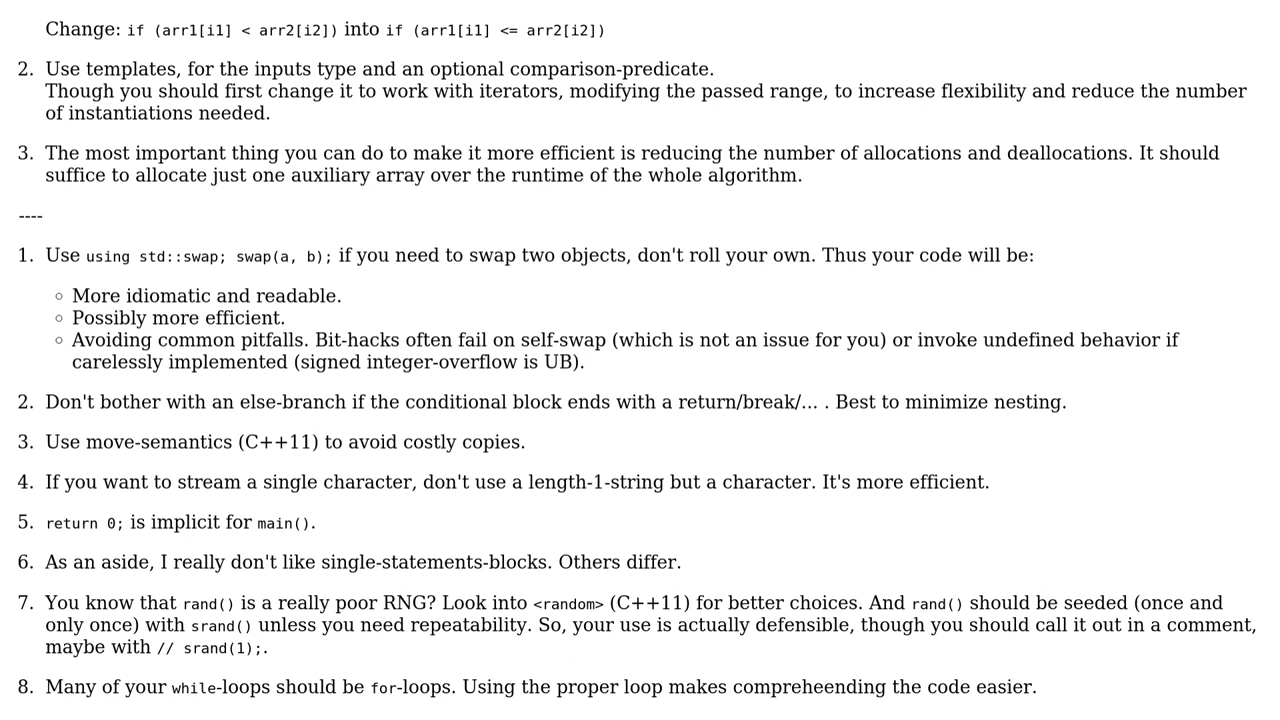 Change: if (arr1[i1] < arr2[i2]) into if (arr1[i1] <= arr2[i2])
2. Use templates, for the inputs type and an optional comparison-predicate.
Though you should first change it to work with iterators, modifying the passed range, to increase flexibility and reduce the number
of instantiations needed.
3. The most important thing you can do to make it more efficient is reducing the number of allocations and deallocations. It should
suffice to allocate just one auxiliary array over the runtime of the whole algorithm.
----
1. Use using std::swap; swap(a, b); if you need to swap two objects, don't roll your own. Thus your code will be:
◦ More idiomatic and readable.
◦ Possibly more efficient.
◦ Avoiding common pitfalls. Bit-hacks often fail on self-swap (which is not an issue for you) or invoke undefined behavior if
carelessly implemented (signed integer-overflow is UB).
2. Don't bother with an else-branch if the conditional block ends with a return/break/... . Best to minimize nesting.
3. Use move-semantics (C++11) to avoid costly copies.
4. If you want to stream a single character, don't use a length-1-string but a character. It's more efficient.
5. return 0; is implicit for main().
6. As an aside, I really don't like single-statements-blocks. Others differ.
7. You know that rand() is a really poor RNG? Look into <random> (C++11) for better choices. And rand() should be seeded (once and
only once) with srand() unless you need repeatability. So, your use is actually defensible, though you should call it out in a comment,
maybe with // srand(1);.
8. Many of your while-loops should be for-loops. Using the proper loop makes compreheending the code easier.